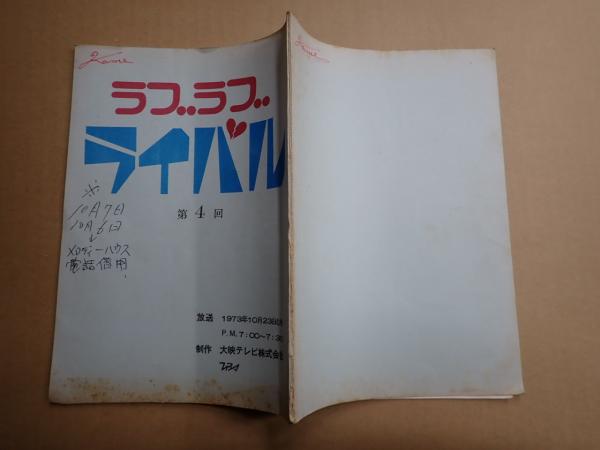 ラブ.ラブ.
ライバル
第4回
※
10月7日
10月6日
↓
メロディーハウス
電話借用.
放送 1973年10月23日
P.M.7:00〜7:30
制作 大映テレビ株式会
TBS